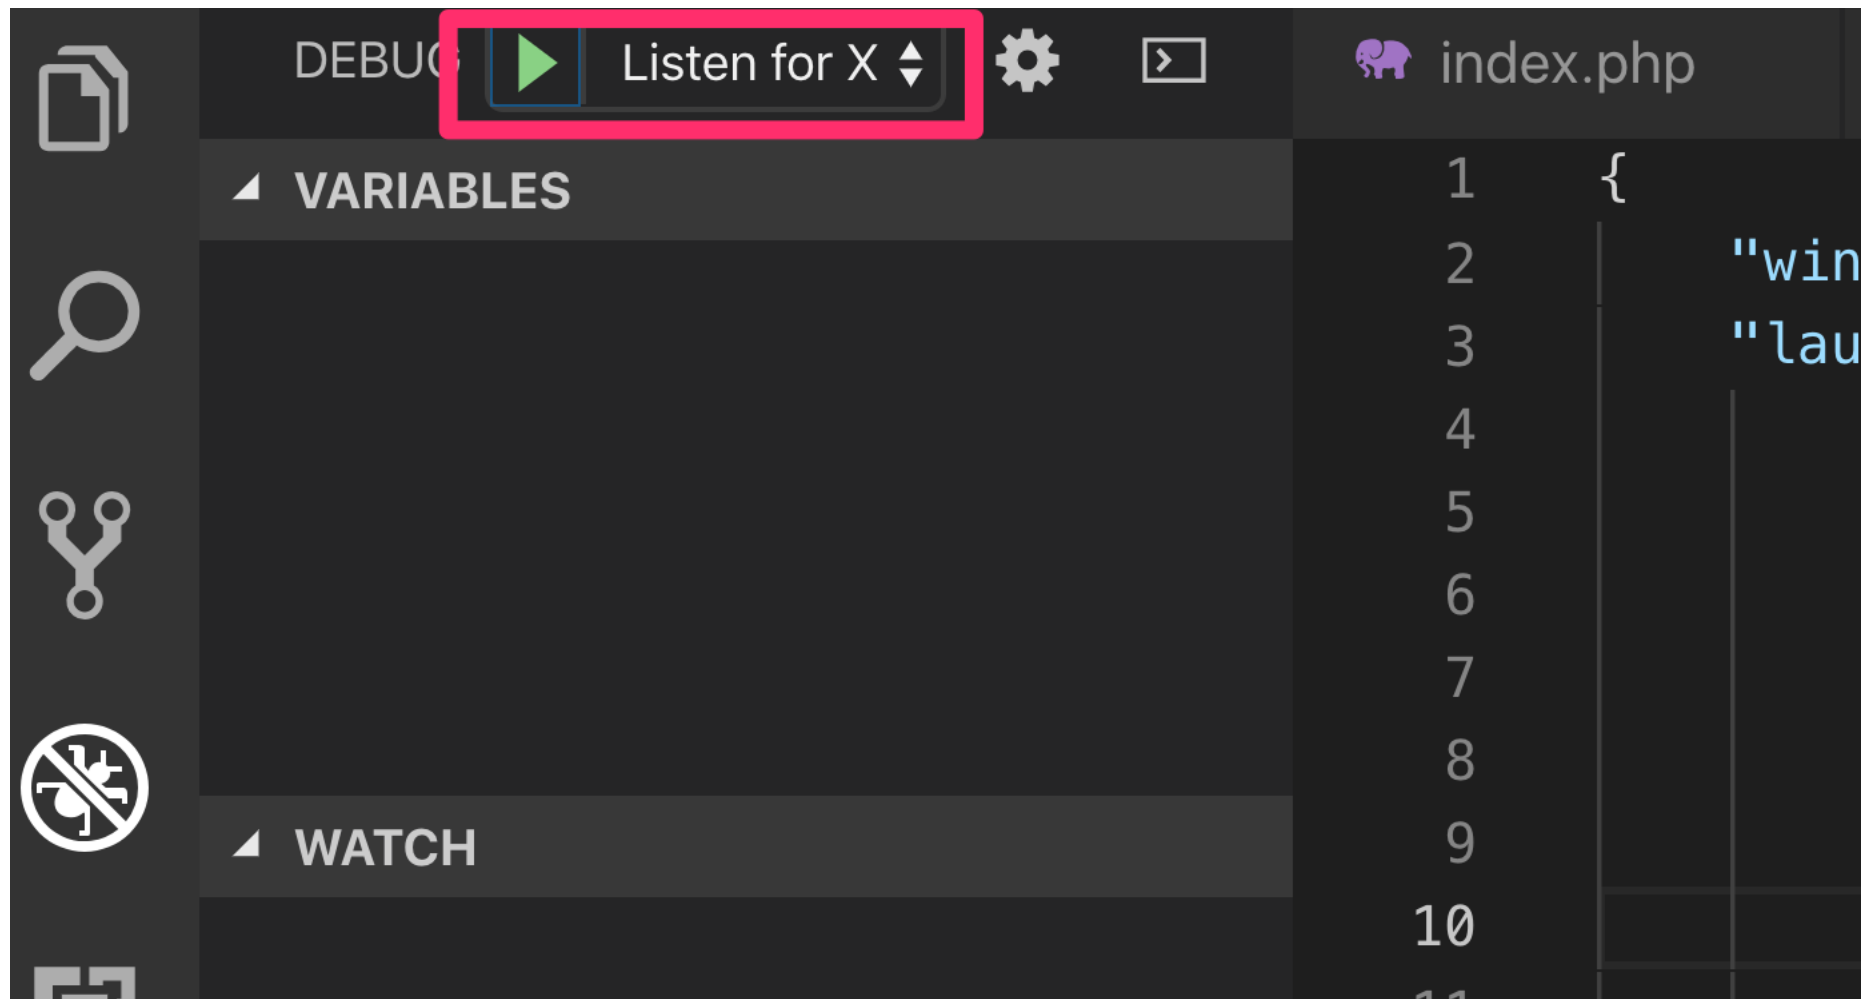 DEBUG Listen for X index.php
VARIABLES
1 {
2 "win
3 "lau
4
5
6
7
8
9
WATCH
10
11